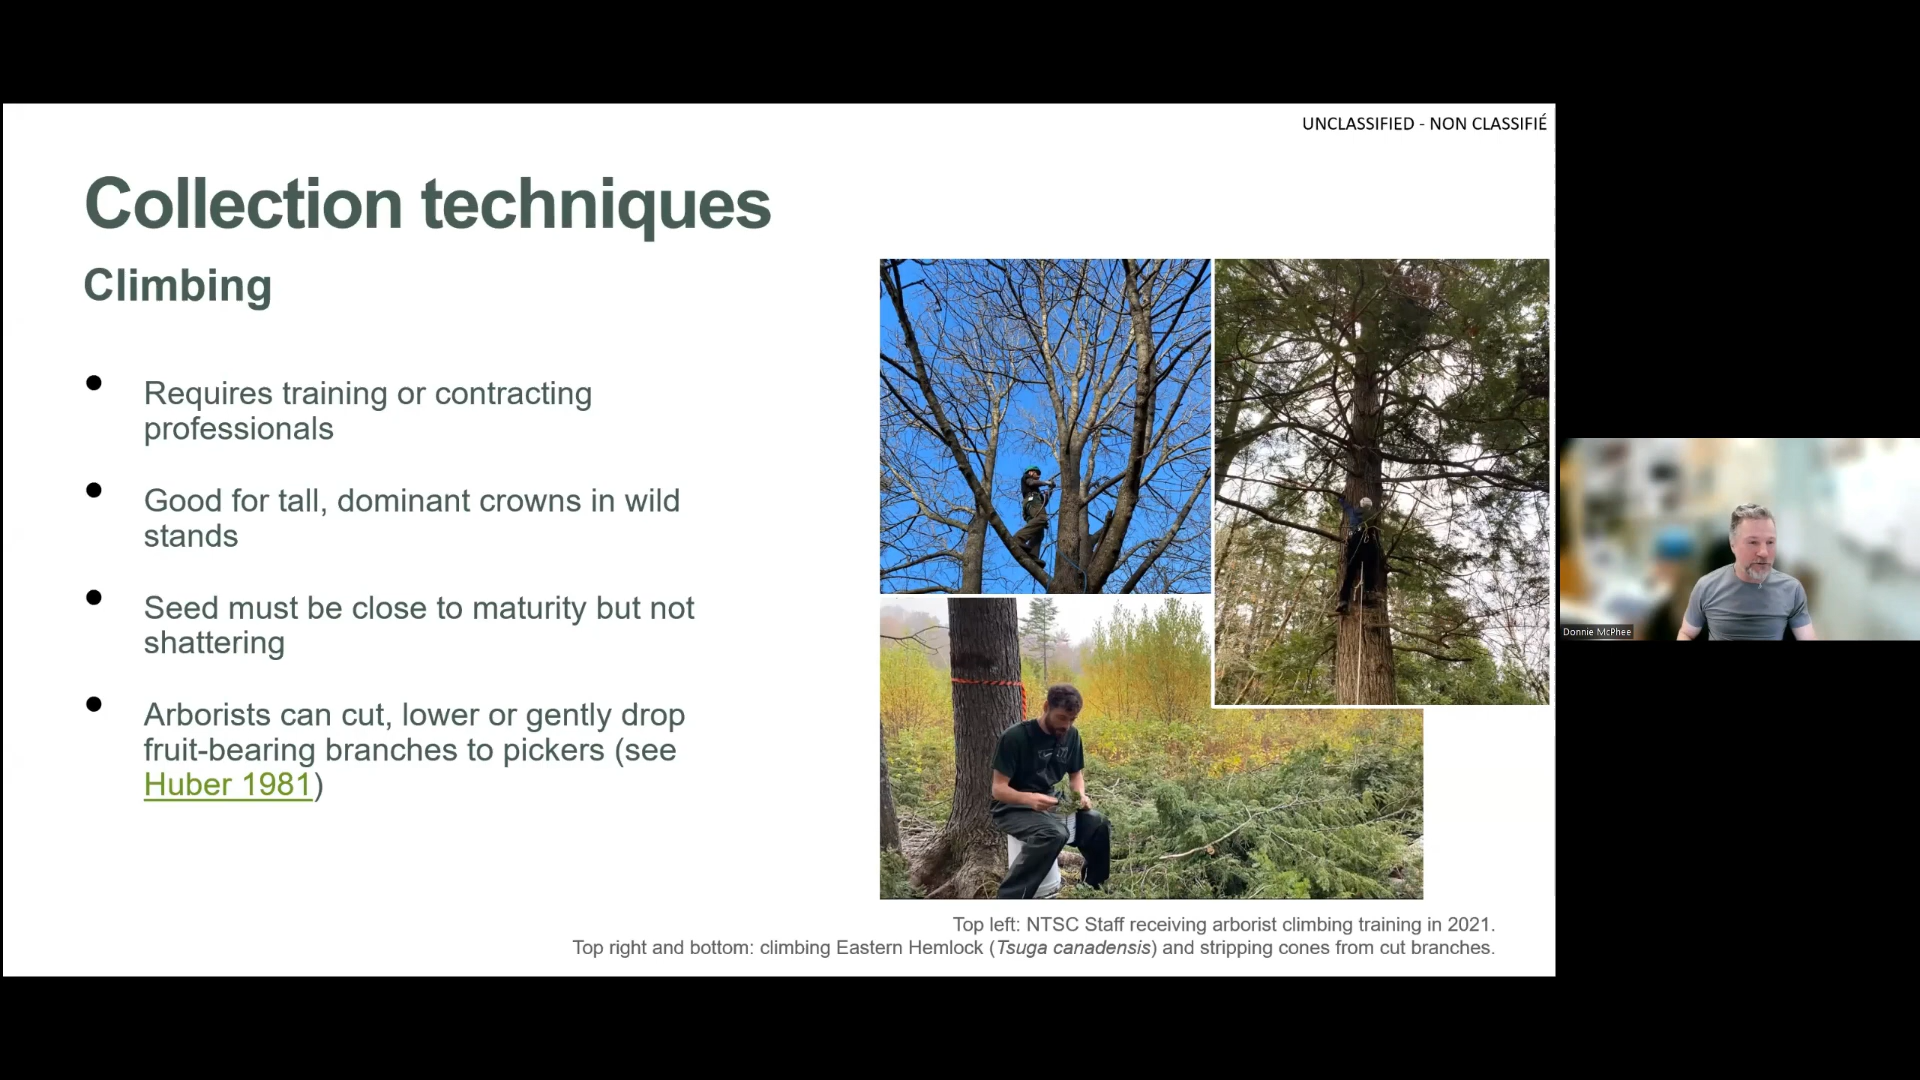 UNCLASSIFIED - NON CLASSIFIÉ
Collection techniques
Climbing
Requires training or contracting
professionals
Good for tall, dominant crowns in wild
stands
Seed must be close to maturity but not
shattering
Arborists can cut, lower or gently drop
fruit-bearing branches to pickers (see
Huber 1981)
Top left: NTSC Staff receiving arborist climbing training in 2021.
Top right and bottom: climbing Eastern Hemlock (Tsuga canadensis) and stripping cones from cut branches.
Donnie McPhee